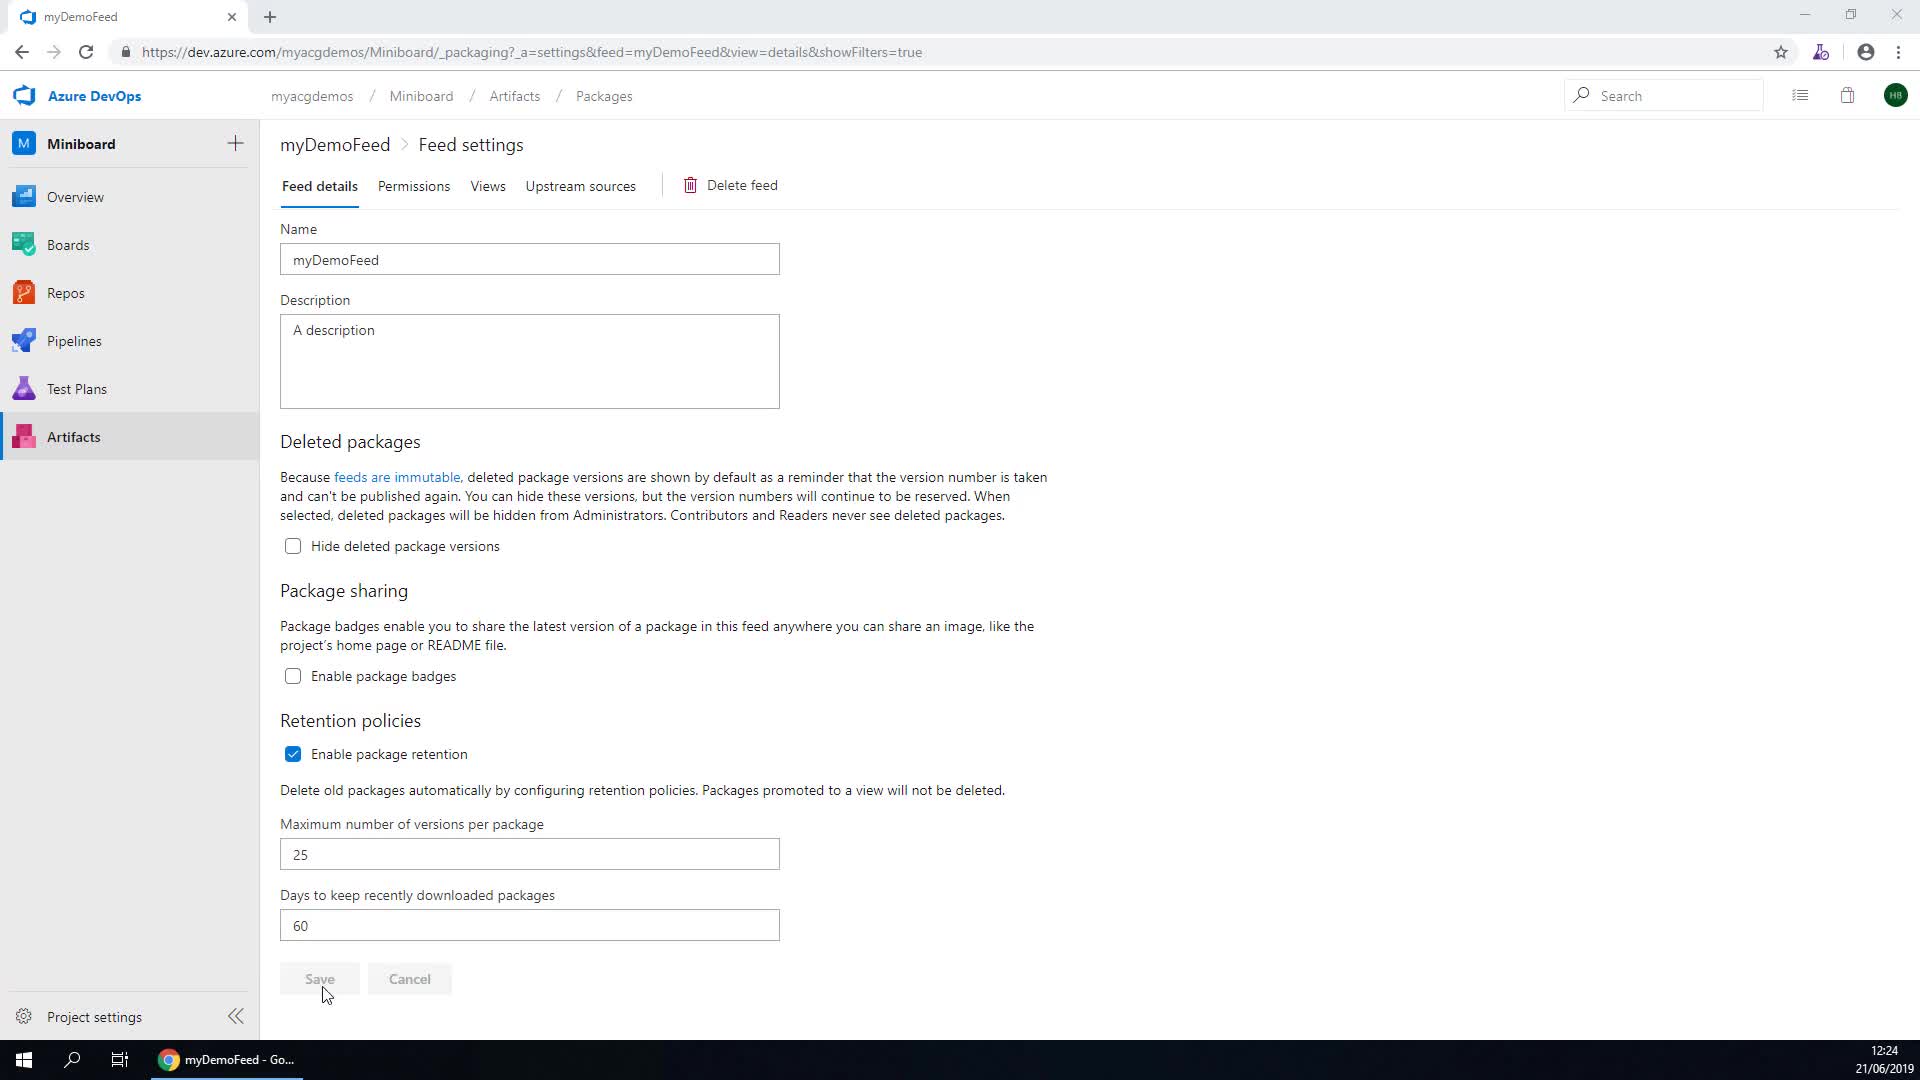 myDemoFeed
https://dev.azure.com/myacgdemos/Miniboard/_packaging?_a=settings&feed=myDemoFeed&view=details&showFilters=true
Azure DevOps
myacgdemos / Miniboard / Artifacts / Packages
Search
HB
M Miniboard
Overview
Boards
Repos
Pipelines
Test Plans
Artifacts
Project settings
myDemoFeed > Feed settings
Feed details Permissions Views Upstream sources Delete feed
Name
myDemoFeed
Description
A description
Deleted packages
Because feeds are immutable, deleted package versions are shown by default as a reminder that the version number is taken
and can't be published again. You can hide these versions, but the version numbers will continue to be reserved. When
selected, deleted packages will be hidden from Administrators. Contributors and Readers never see deleted packages.
Hide deleted package versions
Package sharing
Package badges enable you to share the latest version of a package in this feed anywhere you can share an image, like the
project's home page or README file.
Enable package badges
Retention policies
Enable package retention
Delete old packages automatically by configuring retention policies. Packages promoted to a view will not be deleted.
Maximum number of versions per package
25
Days to keep recently downloaded packages
60
Save Cancel
myDemoFeed - Go...
12:24
21/06/2019